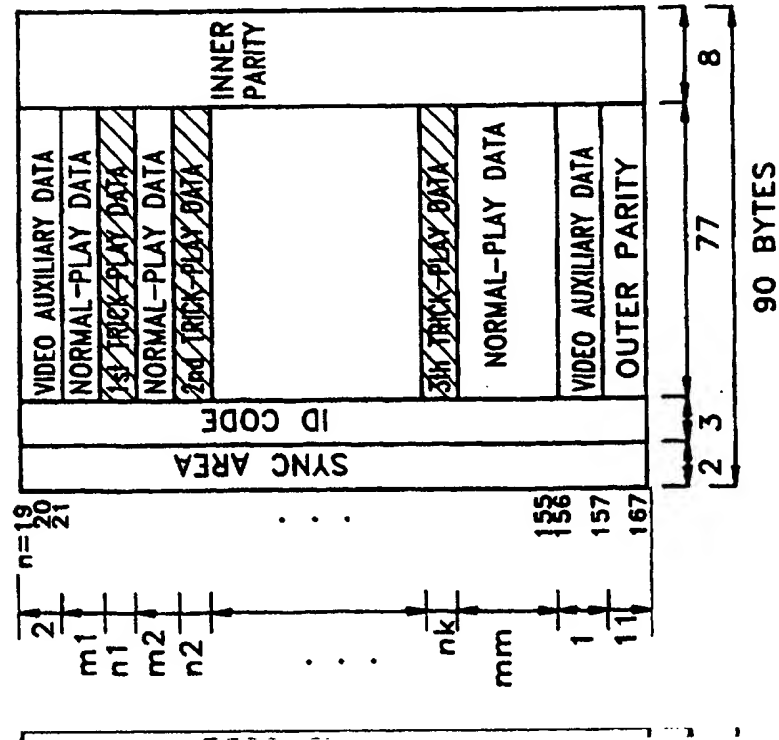 n=19
20
21
. . .
155
156
157
167
2
m1
n1
m2
n2
. . .
nk
mm
1
11
SYNC AREA
ID CODE
VIDEO AUXILIARY DATA
NORMAL-PLAY DATA
1st TRICK-PLAY DATA
NORMAL-PLAY DATA
2nd TRICK-PLAY DATA
3th TRICK-PLAY DATA
NORMAL-PLAY DATA
VIDEO AUXILIARY DATA
OUTER PARITY
INNER
PARITY
2
3
77
8
90 BYTES